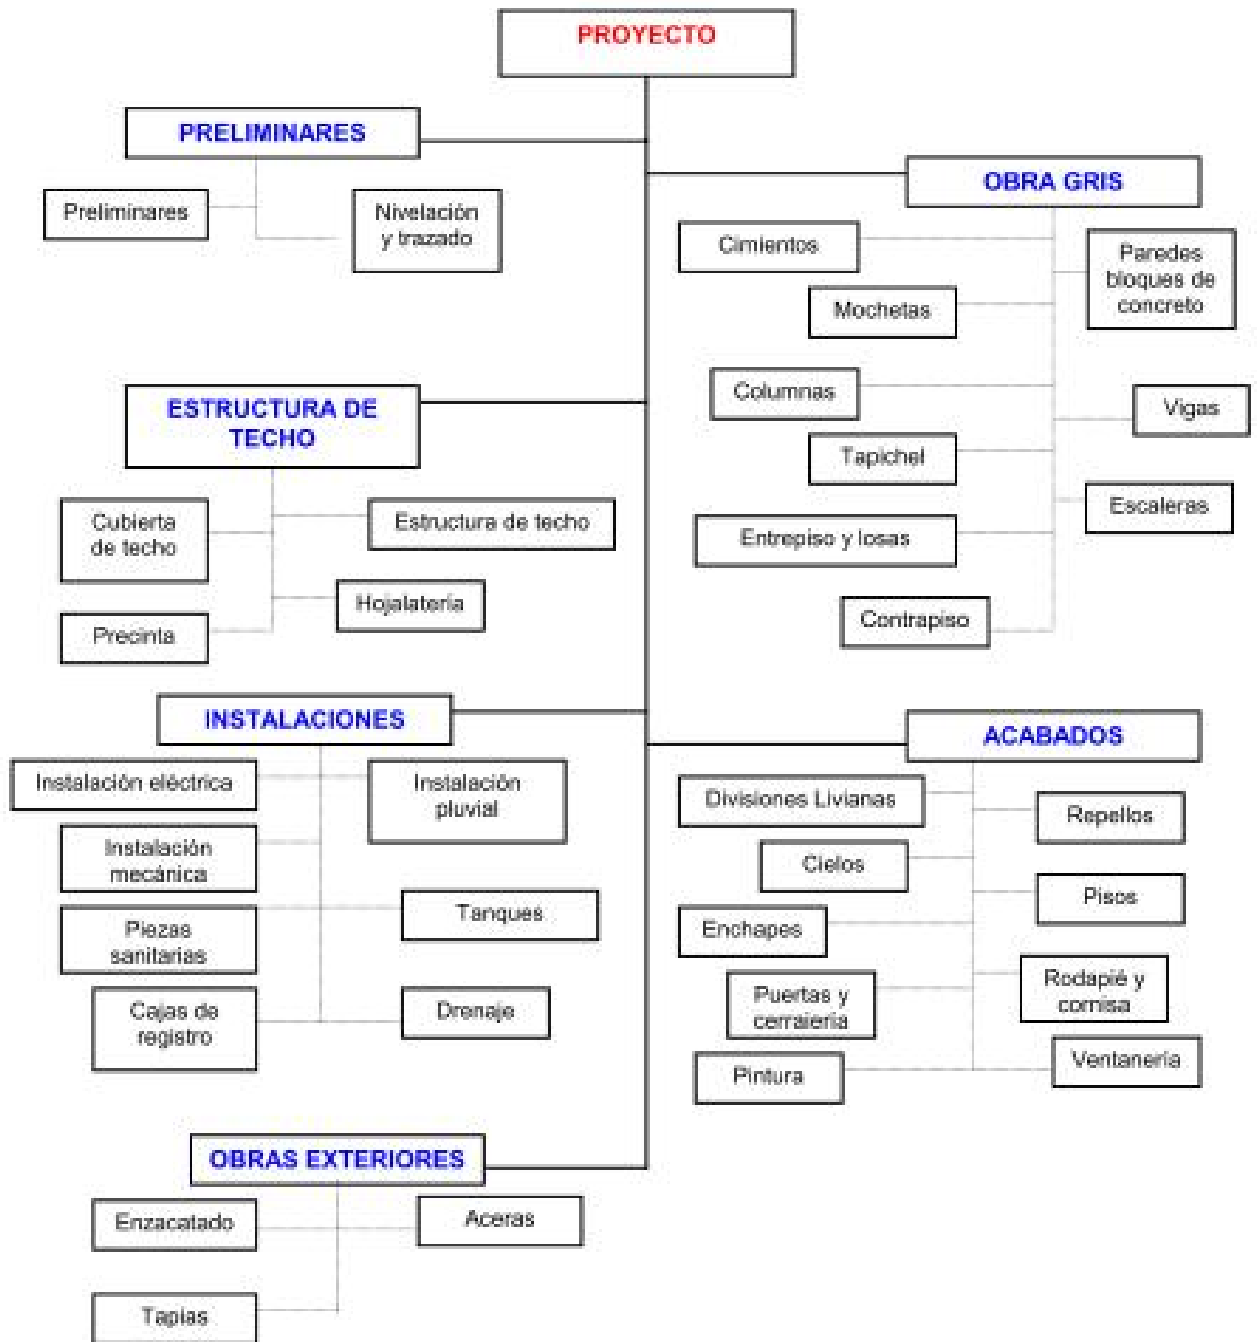 PROYECTO
PRELIMINARES
Preliminares
Nivelación
y trazado
OBRA GRIS
Cimientos
Paredes
bloques de
concreto
Mochetas
Columnas
Vigas
Tapichel
Escaleras
Entrepiso y losas
Contrapiso
ESTRUCTURA DE
TECHO
Cubierta
de techo
Estructura de techo
Hojalatería
Precinta
INSTALACIONES
Instalación eléctrica
Instalación
pluvial
Instalación
mecánica
Piezas
sanitarias
Tanques
Cajas de
registro
Drenaje
ACABADOS
Divisiones Livianas
Repellos
Cielos
Pisos
Enchapes
Rodapié y
cornisa
Puertas y
cerrajería
Ventanería
Pintura
OBRAS EXTERIORES
Enzacatado
Aceras
Tapias